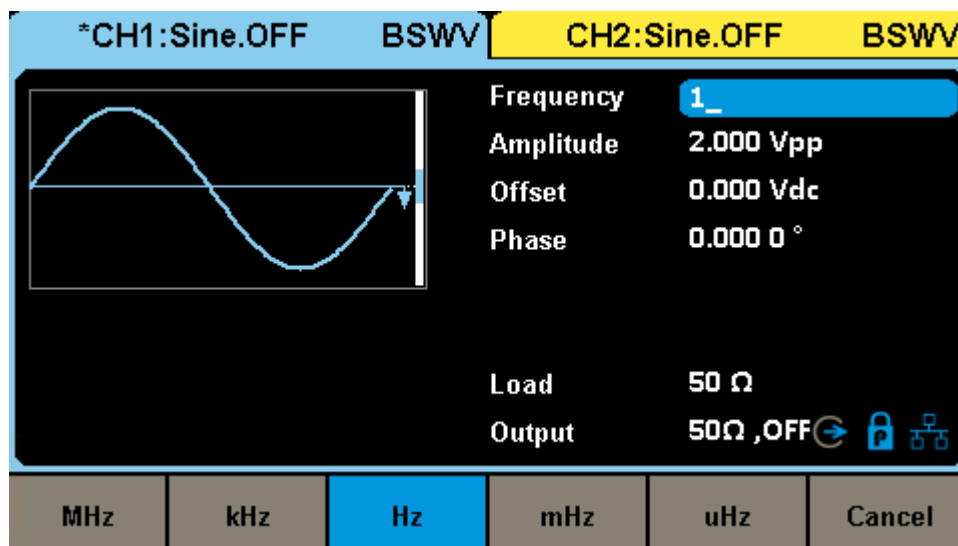 *CH1:Sine.OFF BSWV CH2:Sine.OFF BSWV
Frequency 1_
Amplitude 2.000 Vpp
Offset 0.000 Vdc
Phase 0.000 0 °
Load 50 Ω
Output 50Ω ,OFF P
MHz kHz Hz mHz uHz Cancel